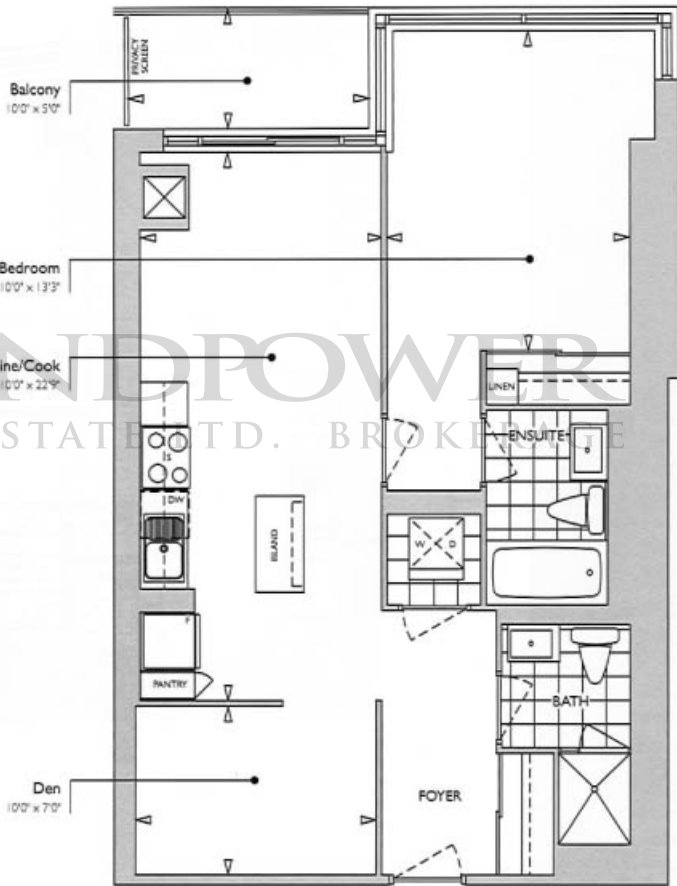 PRIVACY
SCREEN
Balcony
10'0" x 5'0"
Bedroom
10'0" x 13'3"
NDPOWER
ine/Cook
10'0" x 22'9"
STATE LTD. BROKERAGE
LINEN
ENSUITE
DW
W D
ISLAND
F
PANTRY
BATH
Den
10'0" x 7'0"
FOYER